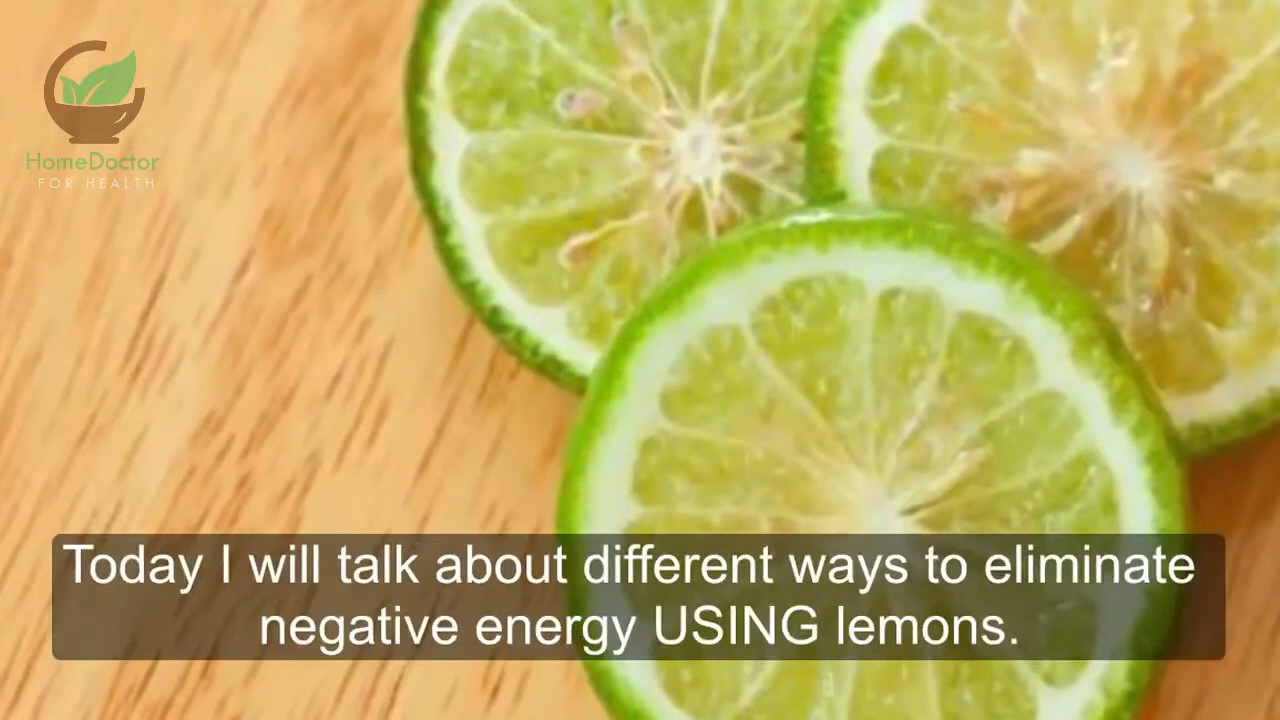 HomeDoctor
FOR HEALTH
Today I will talk about different ways to eliminate
negative energy USING lemons.